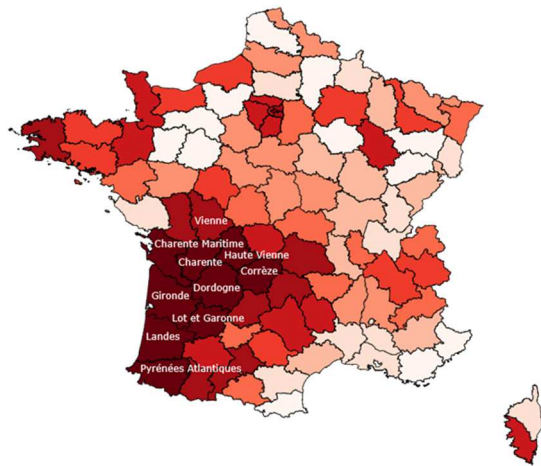 Vienne
Charente Maritime
Haute Vienne
Charente
Corrèze
Dordogne
Gironde
Lot et Garonne
Landes
Pyrénées Atlantiques